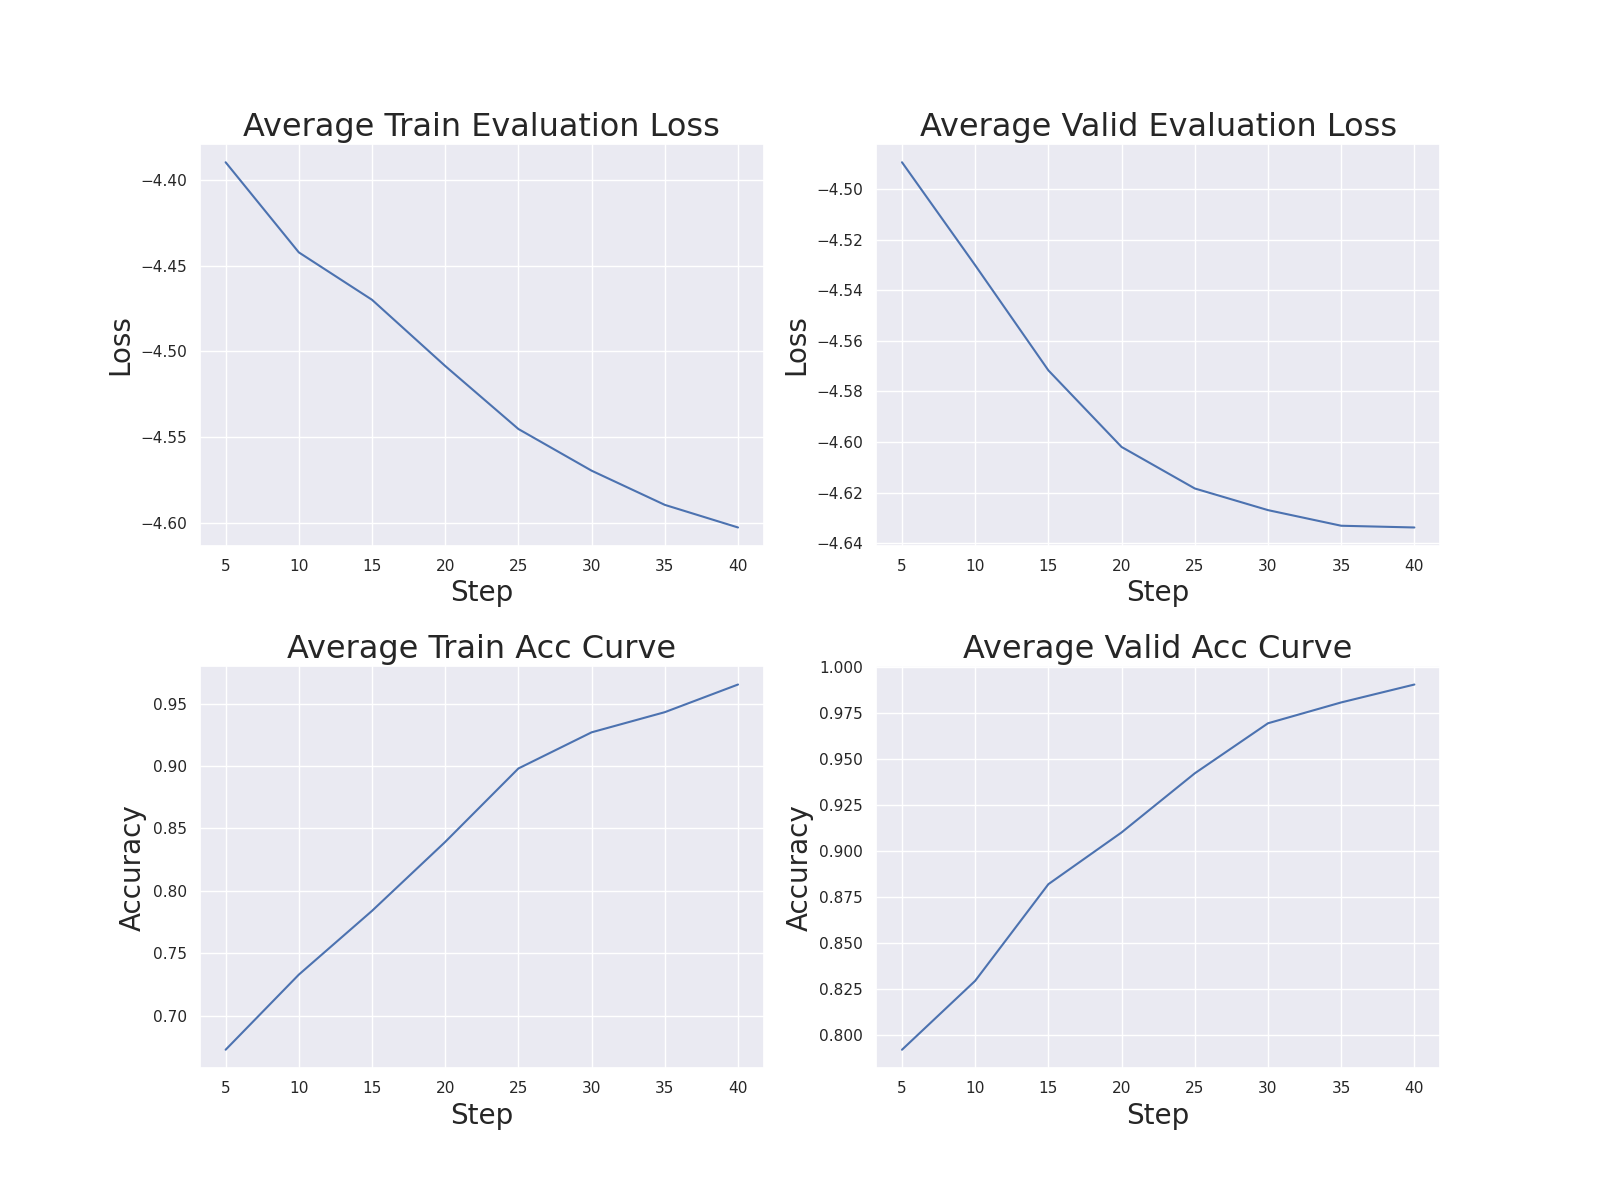 Average Train Evaluation Loss
−4.40
−4.45
−4.50
−4.55
−4.60
Loss
5 10 15 20 25 30 35 40
Step
Average Valid Evaluation Loss
−4.50
−4.52
−4.54
−4.56
−4.58
−4.60
−4.62
−4.64
Loss
5 10 15 20 25 30 35 40
Step
Average Train Acc Curve
0.95
0.90
0.85
0.80
0.75
0.70
Accuracy
5 10 15 20 25 30 35 40
Step
Average Valid Acc Curve
1.000
0.975
0.950
0.925
0.900
0.875
0.850
0.825
0.800
Accuracy
5 10 15 20 25 30 35 40
Step